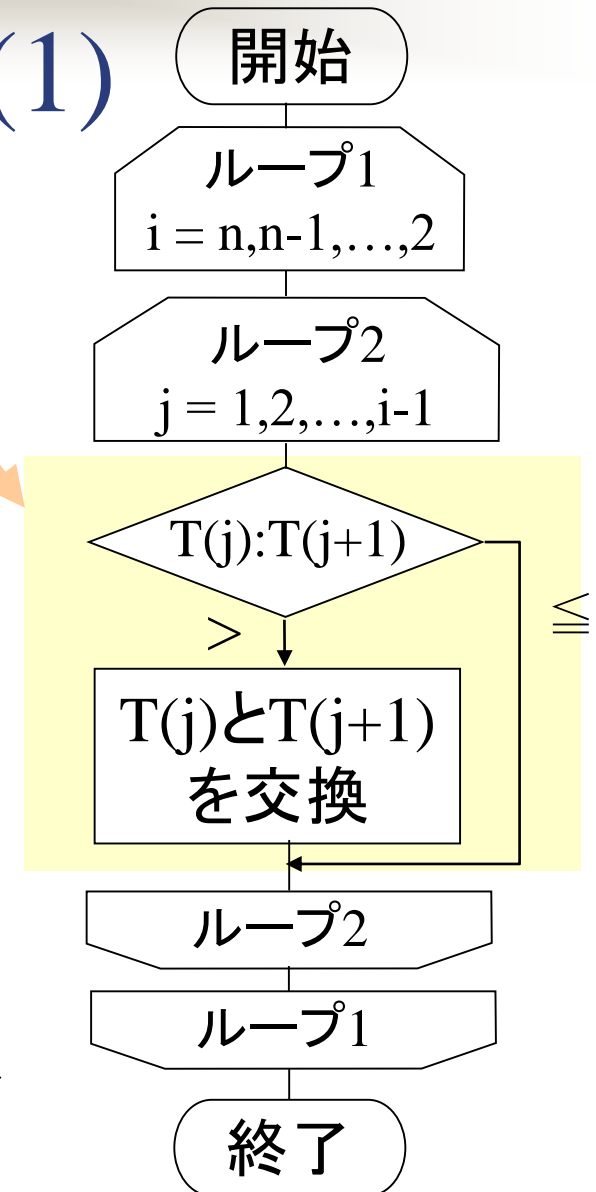 (1)
開始
ループ1
i = n,n-1,…,2
ループ2
j = 1,2,…,i-1
T(j):T(j+1)
>
≦
T(j)とT(j+1)
を交換
ループ2
ループ1
終了